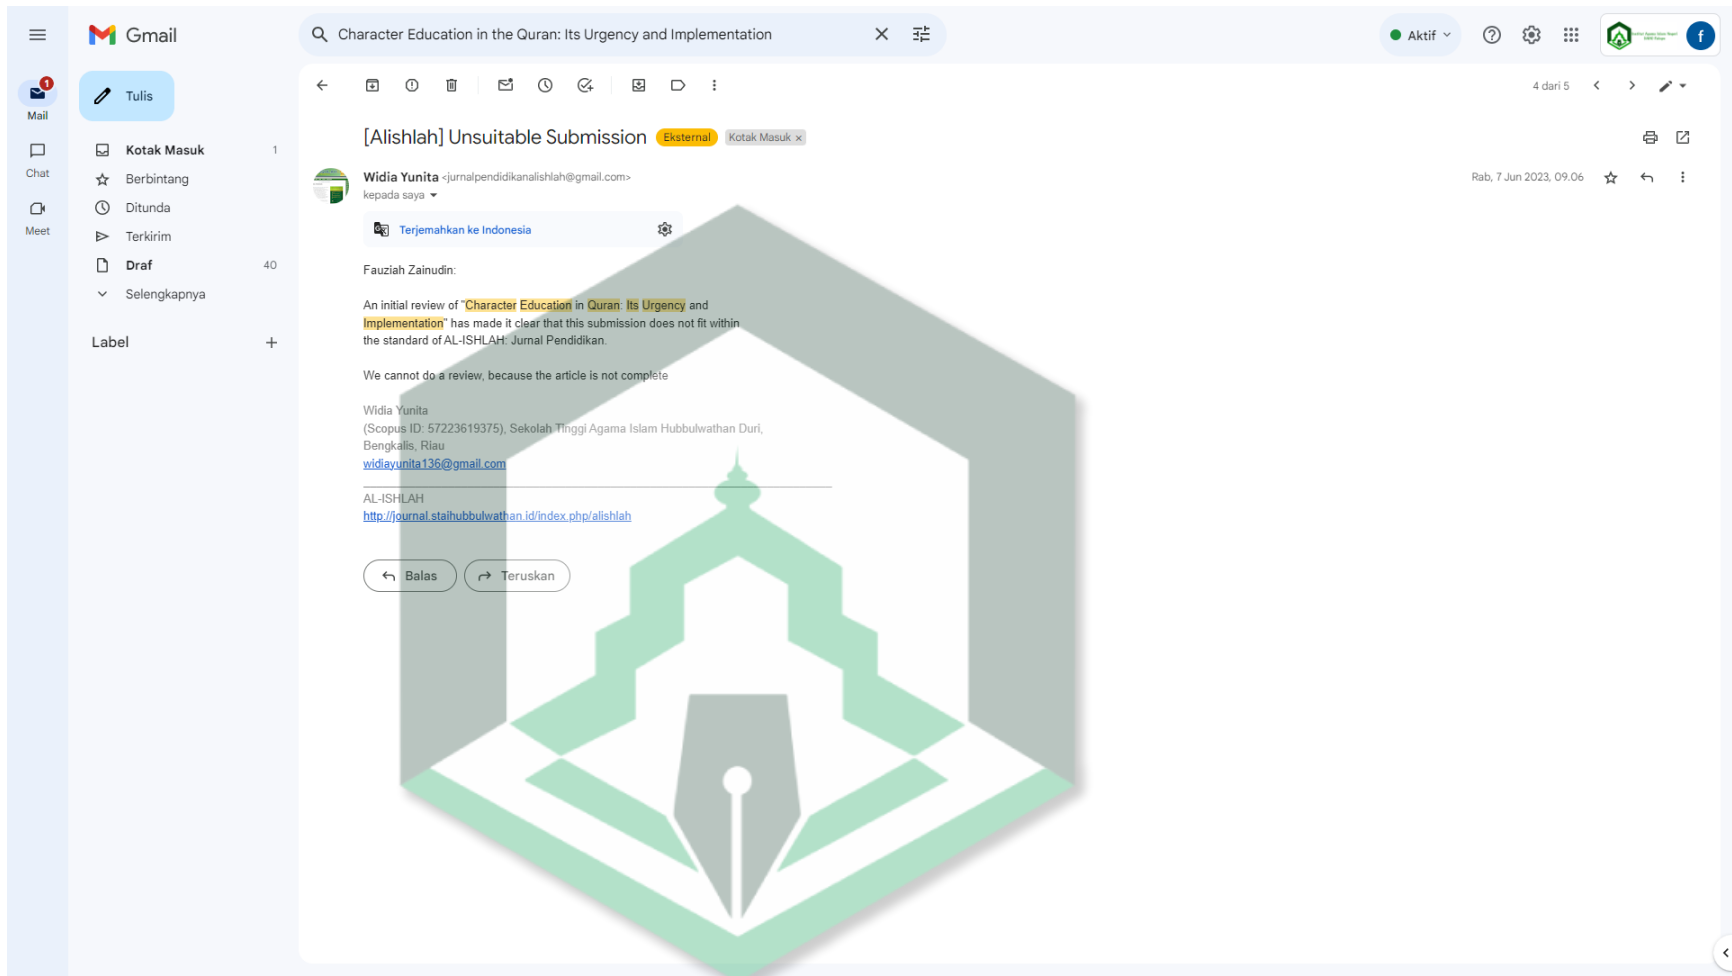 Gmail
Character Education in the Quran: Its Urgency and Implementation
Aktif
f
1
Mail
Chat
Meet
Tulis
Kotak Masuk 1
Berbintang
Ditunda
Terkirim
Draf 40
Selengkapnya
Label
4 dari 5
[Alishlah] Unsuitable Submission Eksternal Kotak Masuk ×
Widia Yunita <jurnalpendidikanalishlah@gmail.com>
Rab, 7 Jun 2023, 09.06
kepada saya
Terjemahkan ke Indonesia
Fauziah Zainudin:
An initial review of "Character Education in Quran: Its Urgency and
Implementation" has made it clear that this submission does not fit within
the standard of AL-ISHLAH: Jurnal Pendidikan.
We cannot do a review, because the article is not complete
Widia Yunita
(Scopus ID: 57223619375), Sekolah Tinggi Agama Islam Hubbulwathan Duri,
Bengkalis, Riau
widiayunita136@gmail.com
AL-ISHLAH
http://journal.staihubbulwathan.id/index.php/alishlah
Balas
Teruskan